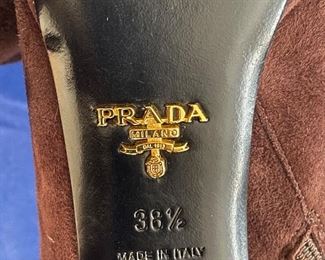 PRADA
MILANO
DAL 1913
38½
MADE IN ITALY